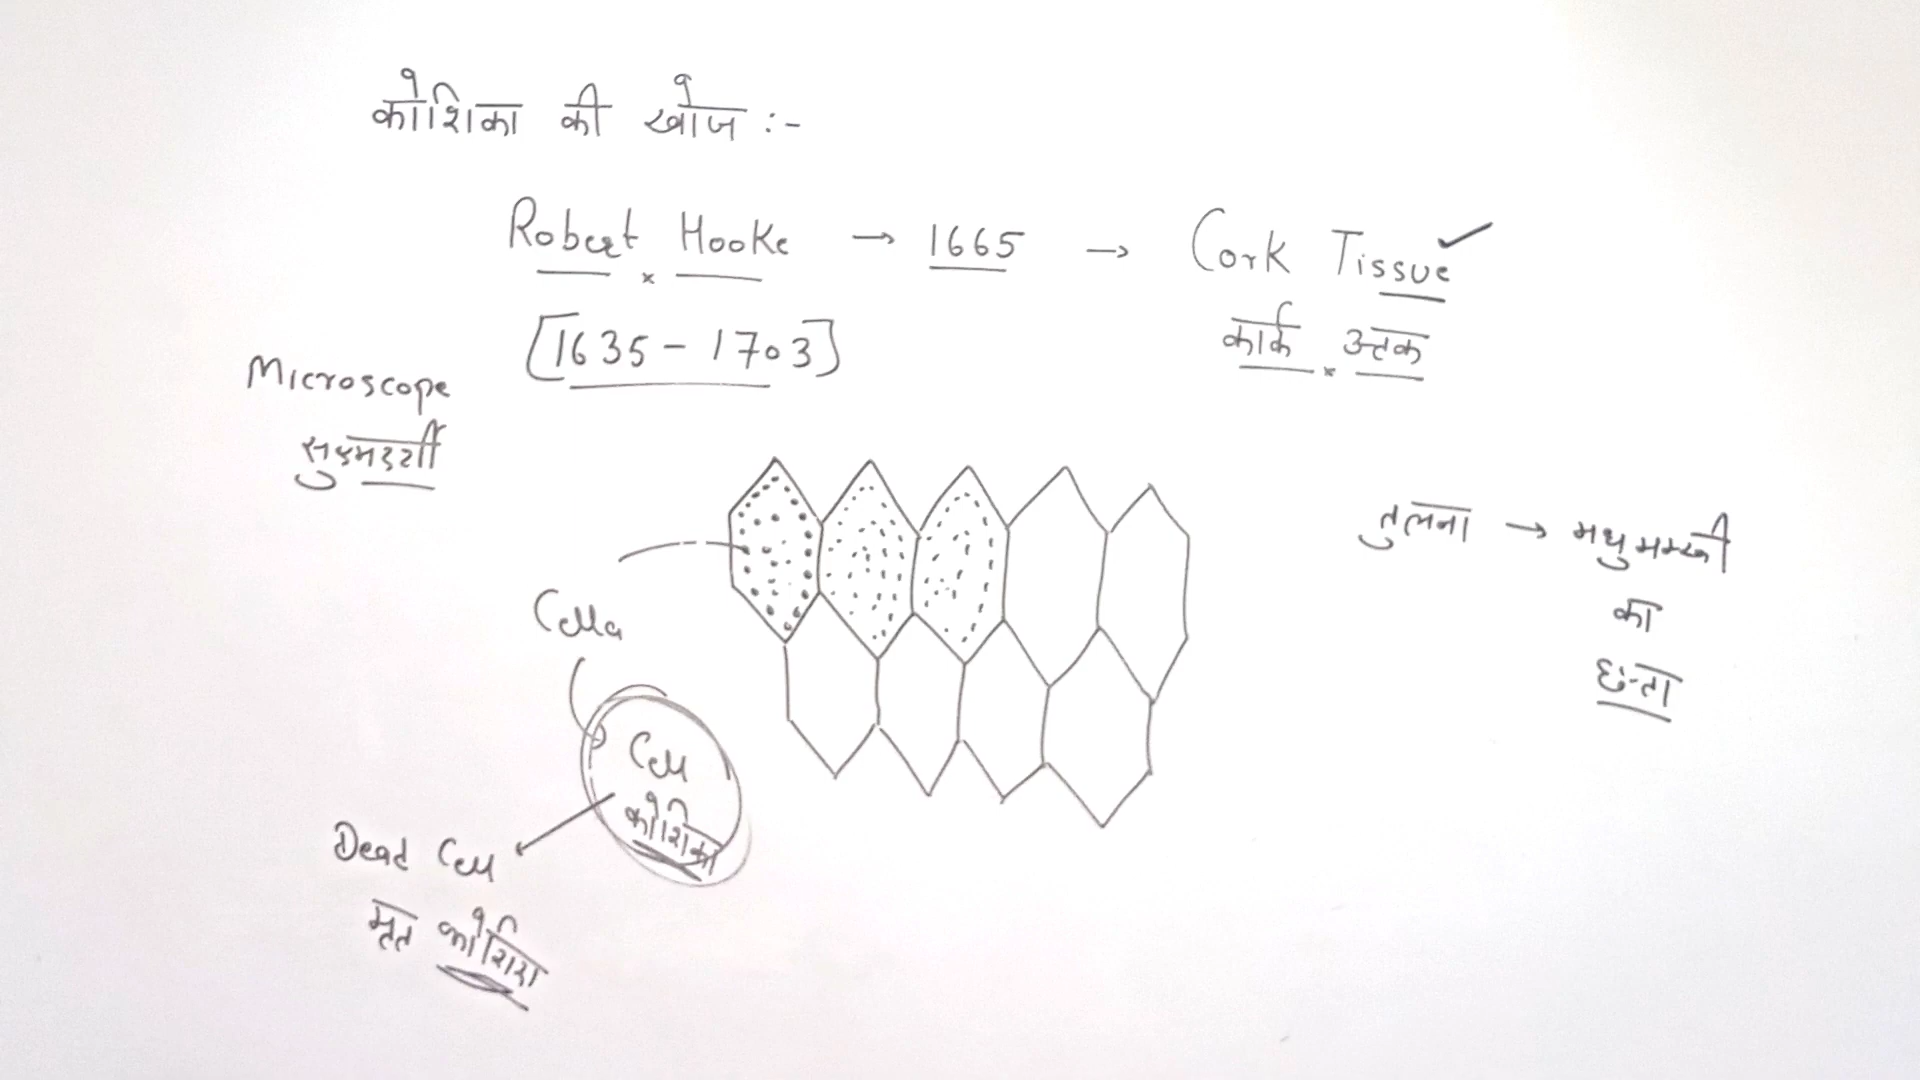 कोशिका की खोज :-
Robert Hooke → 1665 → Cork Tissue ✓
[1635 - 1703]
कार्क उत्तक
Microscope
सुक्ष्मदर्शी
तुलना → मधुमक्खी
का
छत्ता
Cella
Cell
कोशिका
Dead Cell
मृत कोशिका